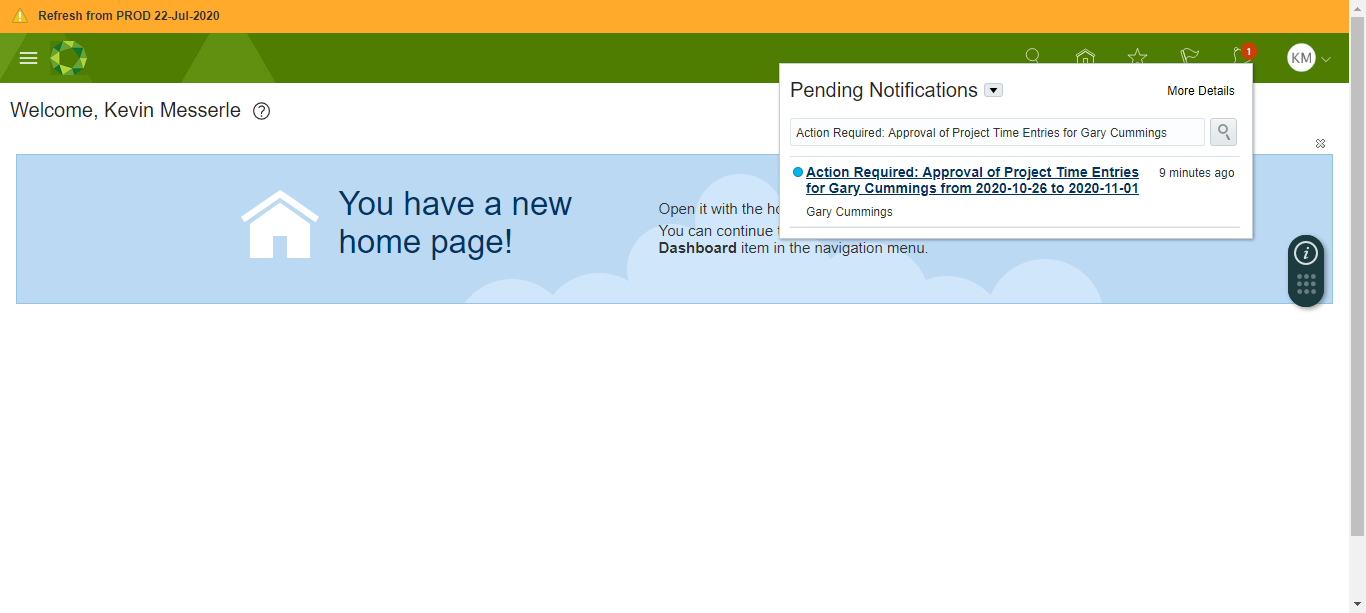 Refresh from PROD 22-Jul-2020
1
KM
Welcome, Kevin Messerle ?
Pending Notifications
More Details
Action Required: Approval of Project Time Entries for Gary Cummings
Action Required: Approval of Project Time Entries
for Gary Cummings from 2020-10-26 to 2020-11-01
9 minutes ago
Gary Cummings
You have a new
home page!
Open it with the
You can continue
Dashboard item in the navigation menu.
i